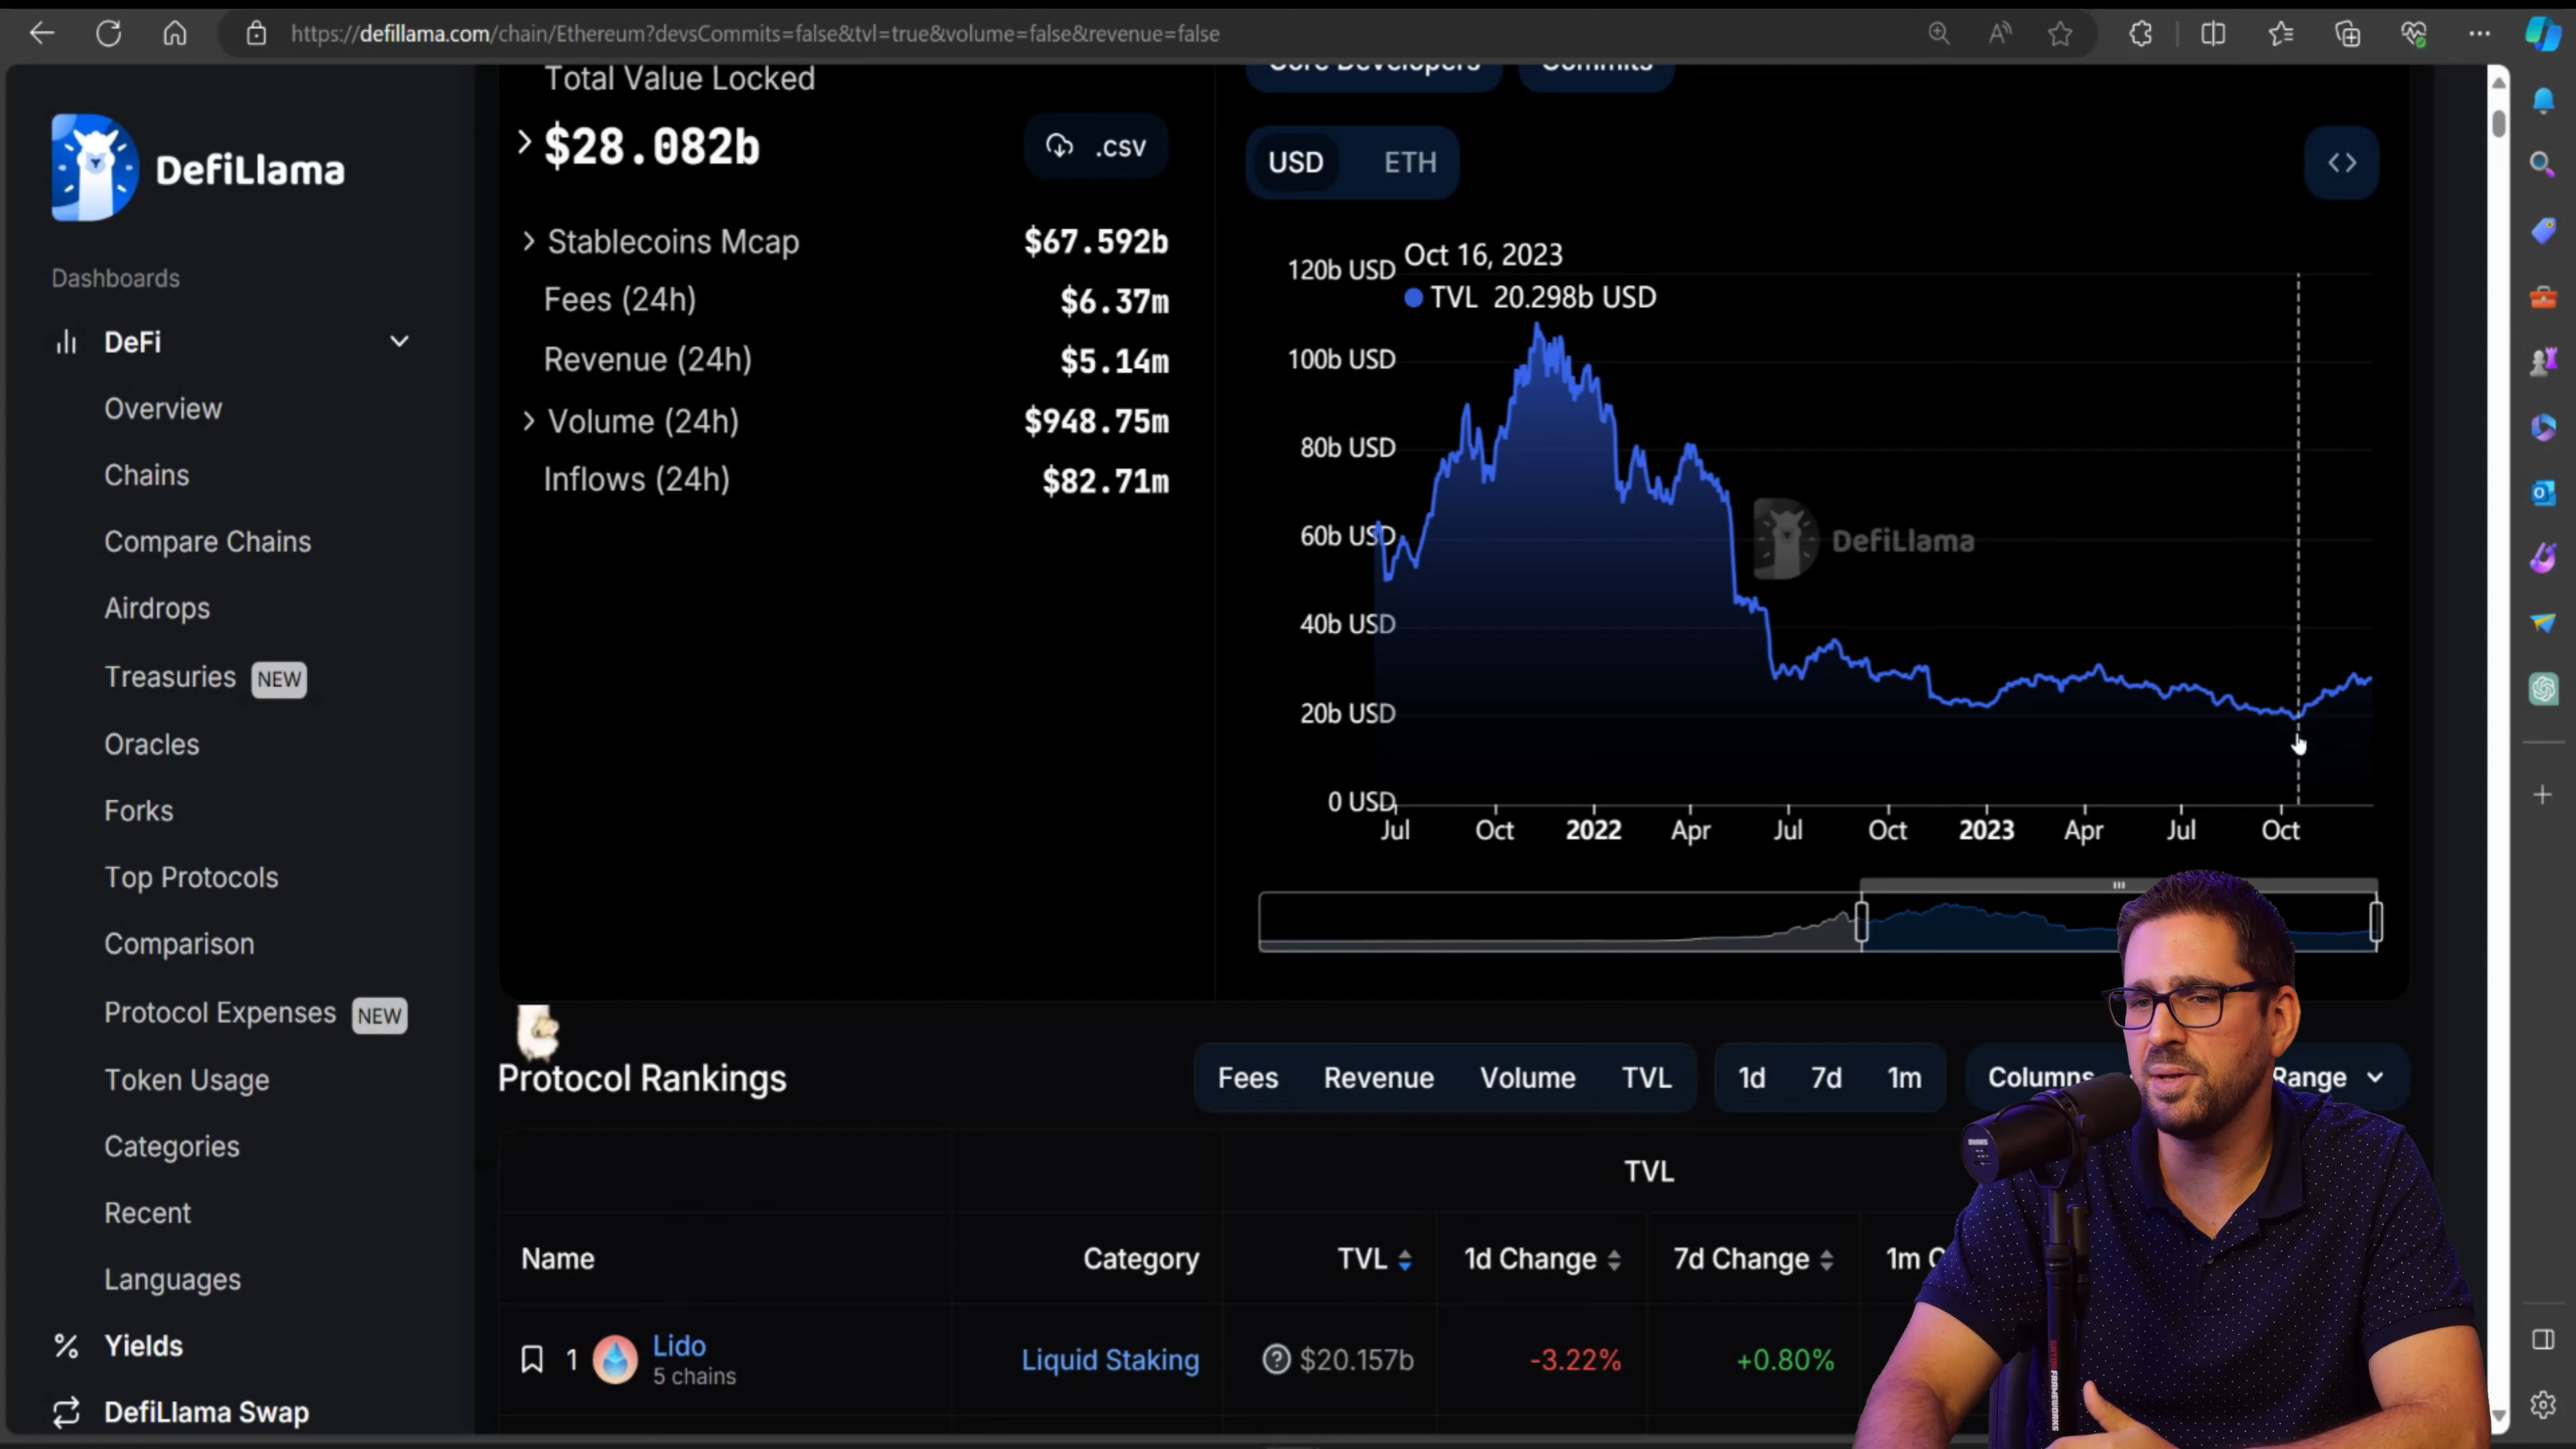 https://defillama.com/chain/Ethereum?devsCommits=false&tvl=true&volume=false&revenue=false
DefiLlama
Dashboards
DeFi
Overview
Chains
Compare Chains
Airdrops
Treasuries NEW
Oracles
Forks
Top Protocols
Comparison
Protocol Expenses NEW
Token Usage
Categories
Recent
Languages
Yields
DefiLlama Swap
Total Value Locked
$28.082b
.csv
Stablecoins Mcap $67.592b
Fees (24h) $6.37m
Revenue (24h) $5.14m
Volume (24h) $948.75m
Inflows (24h) $82.71m
Core Developers Commits
USD ETH
Oct 16, 2023
TVL 20.298b USD
120b USD
100b USD
80b USD
60b USD
40b USD
20b USD
0 USD
DefiLlama
Jul Oct 2022 Apr Jul Oct 2023 Apr Jul Oct
Protocol Rankings
Fees Revenue Volume TVL
1d 7d 1m
Columns
Range
TVL
Name Category TVL 1d Change 7d Change 1m C
1 Lido Liquid Staking $20.157b -3.22% +0.80%
5 chains